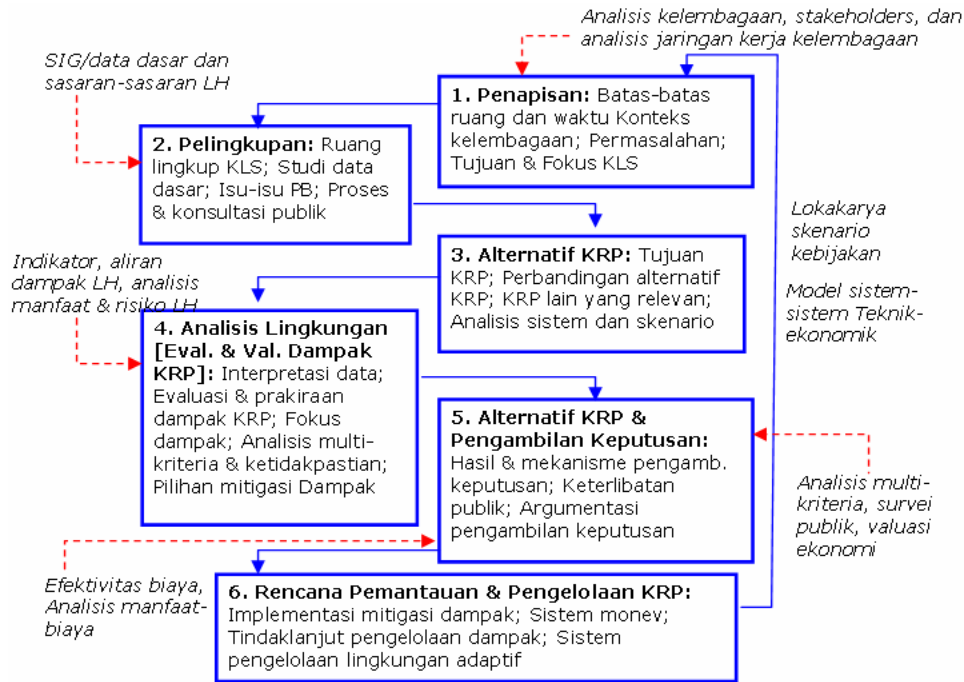 Analisis kelembagaan, stakeholders, dan
analisis jaringan kerja kelembagaan
SIG/data dasar dan
sasaran-sasaran LH
1. Penapisan: Batas-batas
ruang dan waktu Konteks
kelembagaan; Permasalahan;
Tujuan & Fokus KLS
2. Pelingkupan: Ruang
lingkup KLS; Studi data
dasar; Isu-isu PB; Proses
& konsultasi publik
Lokakarya
skenario
kebijakan
Model sistem-
sistem Teknik-
ekonomik
3. Alternatif KRP: Tujuan
KRP; Perbandingan alternatif
KRP; KRP lain yang relevan;
Analisis sistem dan skenario
Indikator, aliran
dampak LH, analisis
manfaat & risiko LH
4. Analisis Lingkungan
[Eval. & Val. Dampak
KRP]: Interpretasi data;
Evaluasi & prakiraan
dampak KRP; Fokus
dampak; Analisis multi-
kriteria & ketidakpastian;
Pilihan mitigasi Dampak
5. Alternatif KRP &
Pengambilan Keputusan:
Hasil & mekanisme pengamb.
keputusan; Keterlibatan
publik; Argumentasi
pengambilan keputusan
Analisis multi-
kriteria, survei
publik, valuasi
ekonomi
Efektivitas biaya,
Analisis manfaat-
biaya
6. Rencana Pemantauan & Pengelolaan KRP:
Implementasi mitigasi dampak; Sistem monev;
Tindaklanjut pengelolaan dampak; Sistem
pengelolaan lingkungan adaptif